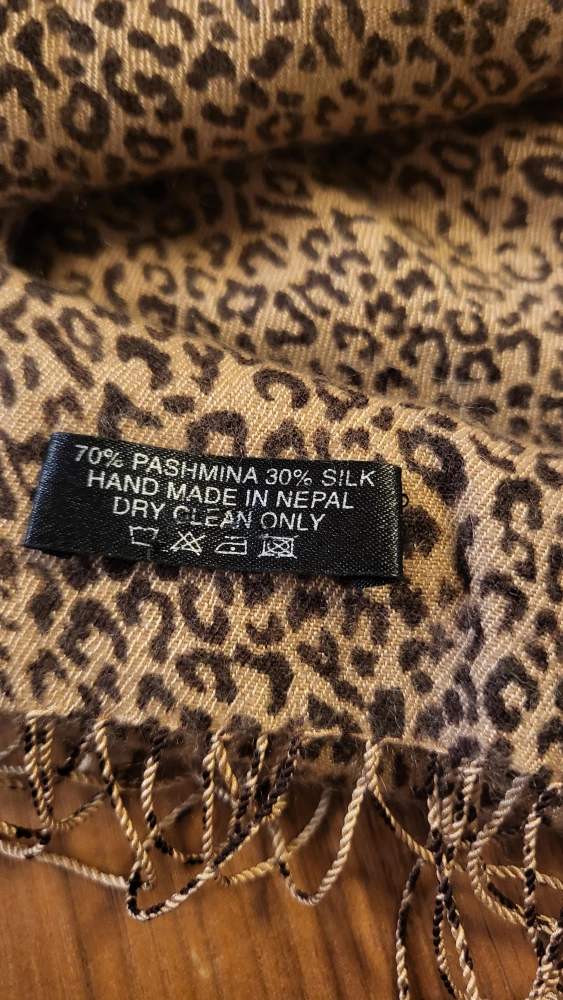 70% PASHMINA 30% SILK
HAND MADE IN NEPAL
DRY CLEAN ONLY